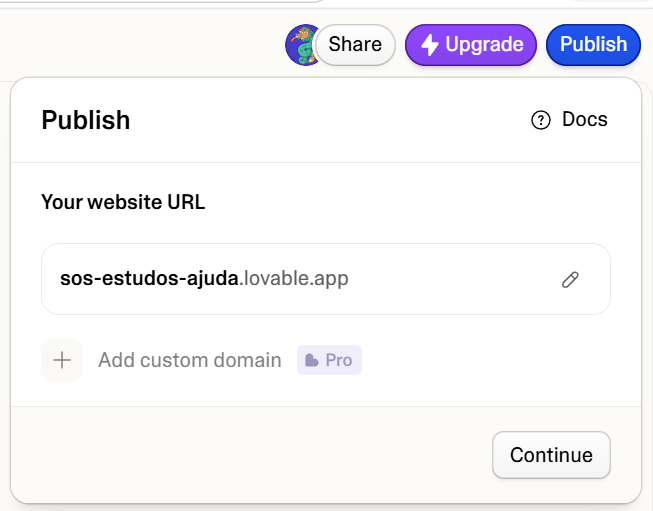 Share
Upgrade
Publish
Publish
Docs
Your website URL
sos-estudos-ajuda.lovable.app
Add custom domain
Pro
Continue